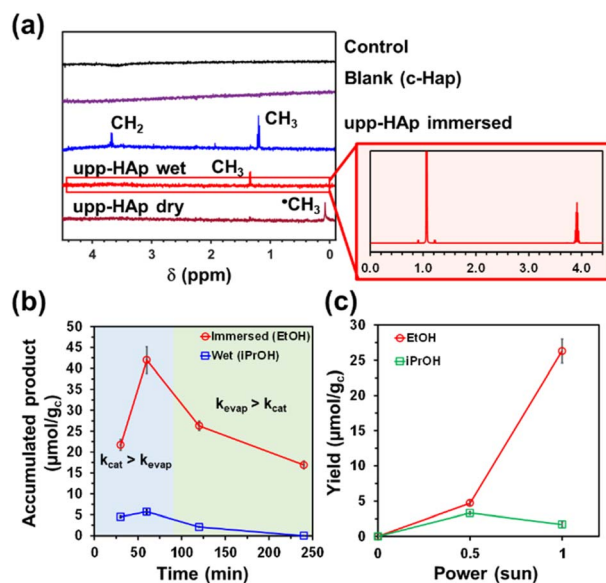 (a)
Control
Blank (c-Hap)
CH₂
CH₃
upp-HAp immersed
upp-HAp wet
CH₃
upp-HAp dry
•CH₃
4 3 2 1 0
-0
δ (ppm)
0.0 1.0 2.0 3.0 4.0
(b)
Accumulated product
(μmol/g꜀)
50
45
40
35
30
25
20
15
10
5
0
Immersed (EtOH)
Wet (iPrOH)
kevap > kcat
kcat > kevap
0 50 100 150 200 250
Time (min)
(c)
Yield (μmol/g꜀)
30
25
20
15
10
5
0
EtOH
iPrOH
0 0.5 1
Power (sun)